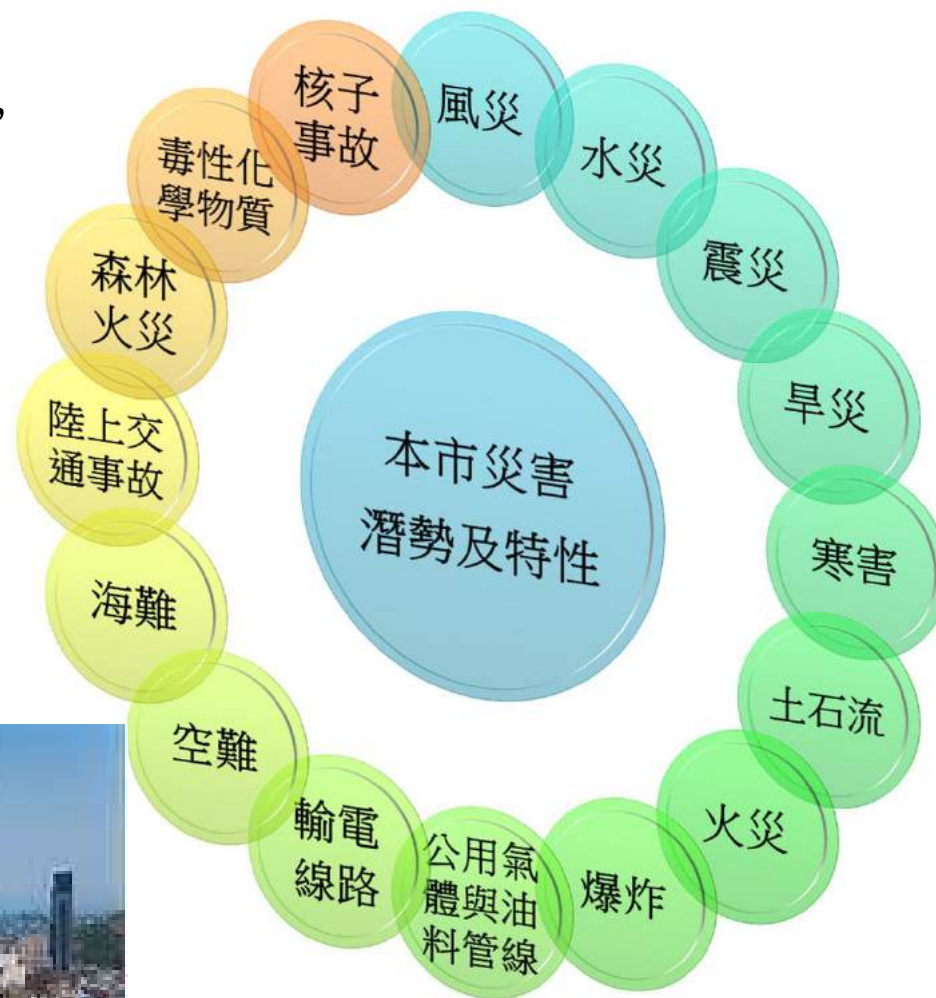 ，
本市災害
潛勢及特性
風災
水災
震災
旱災
寒害
土石流
火災
爆炸
公用氣
體與油
料管線
輸電
線路
空難
海難
陸上交
通事故
森林
火災
毒性化
學物質
核子
事故